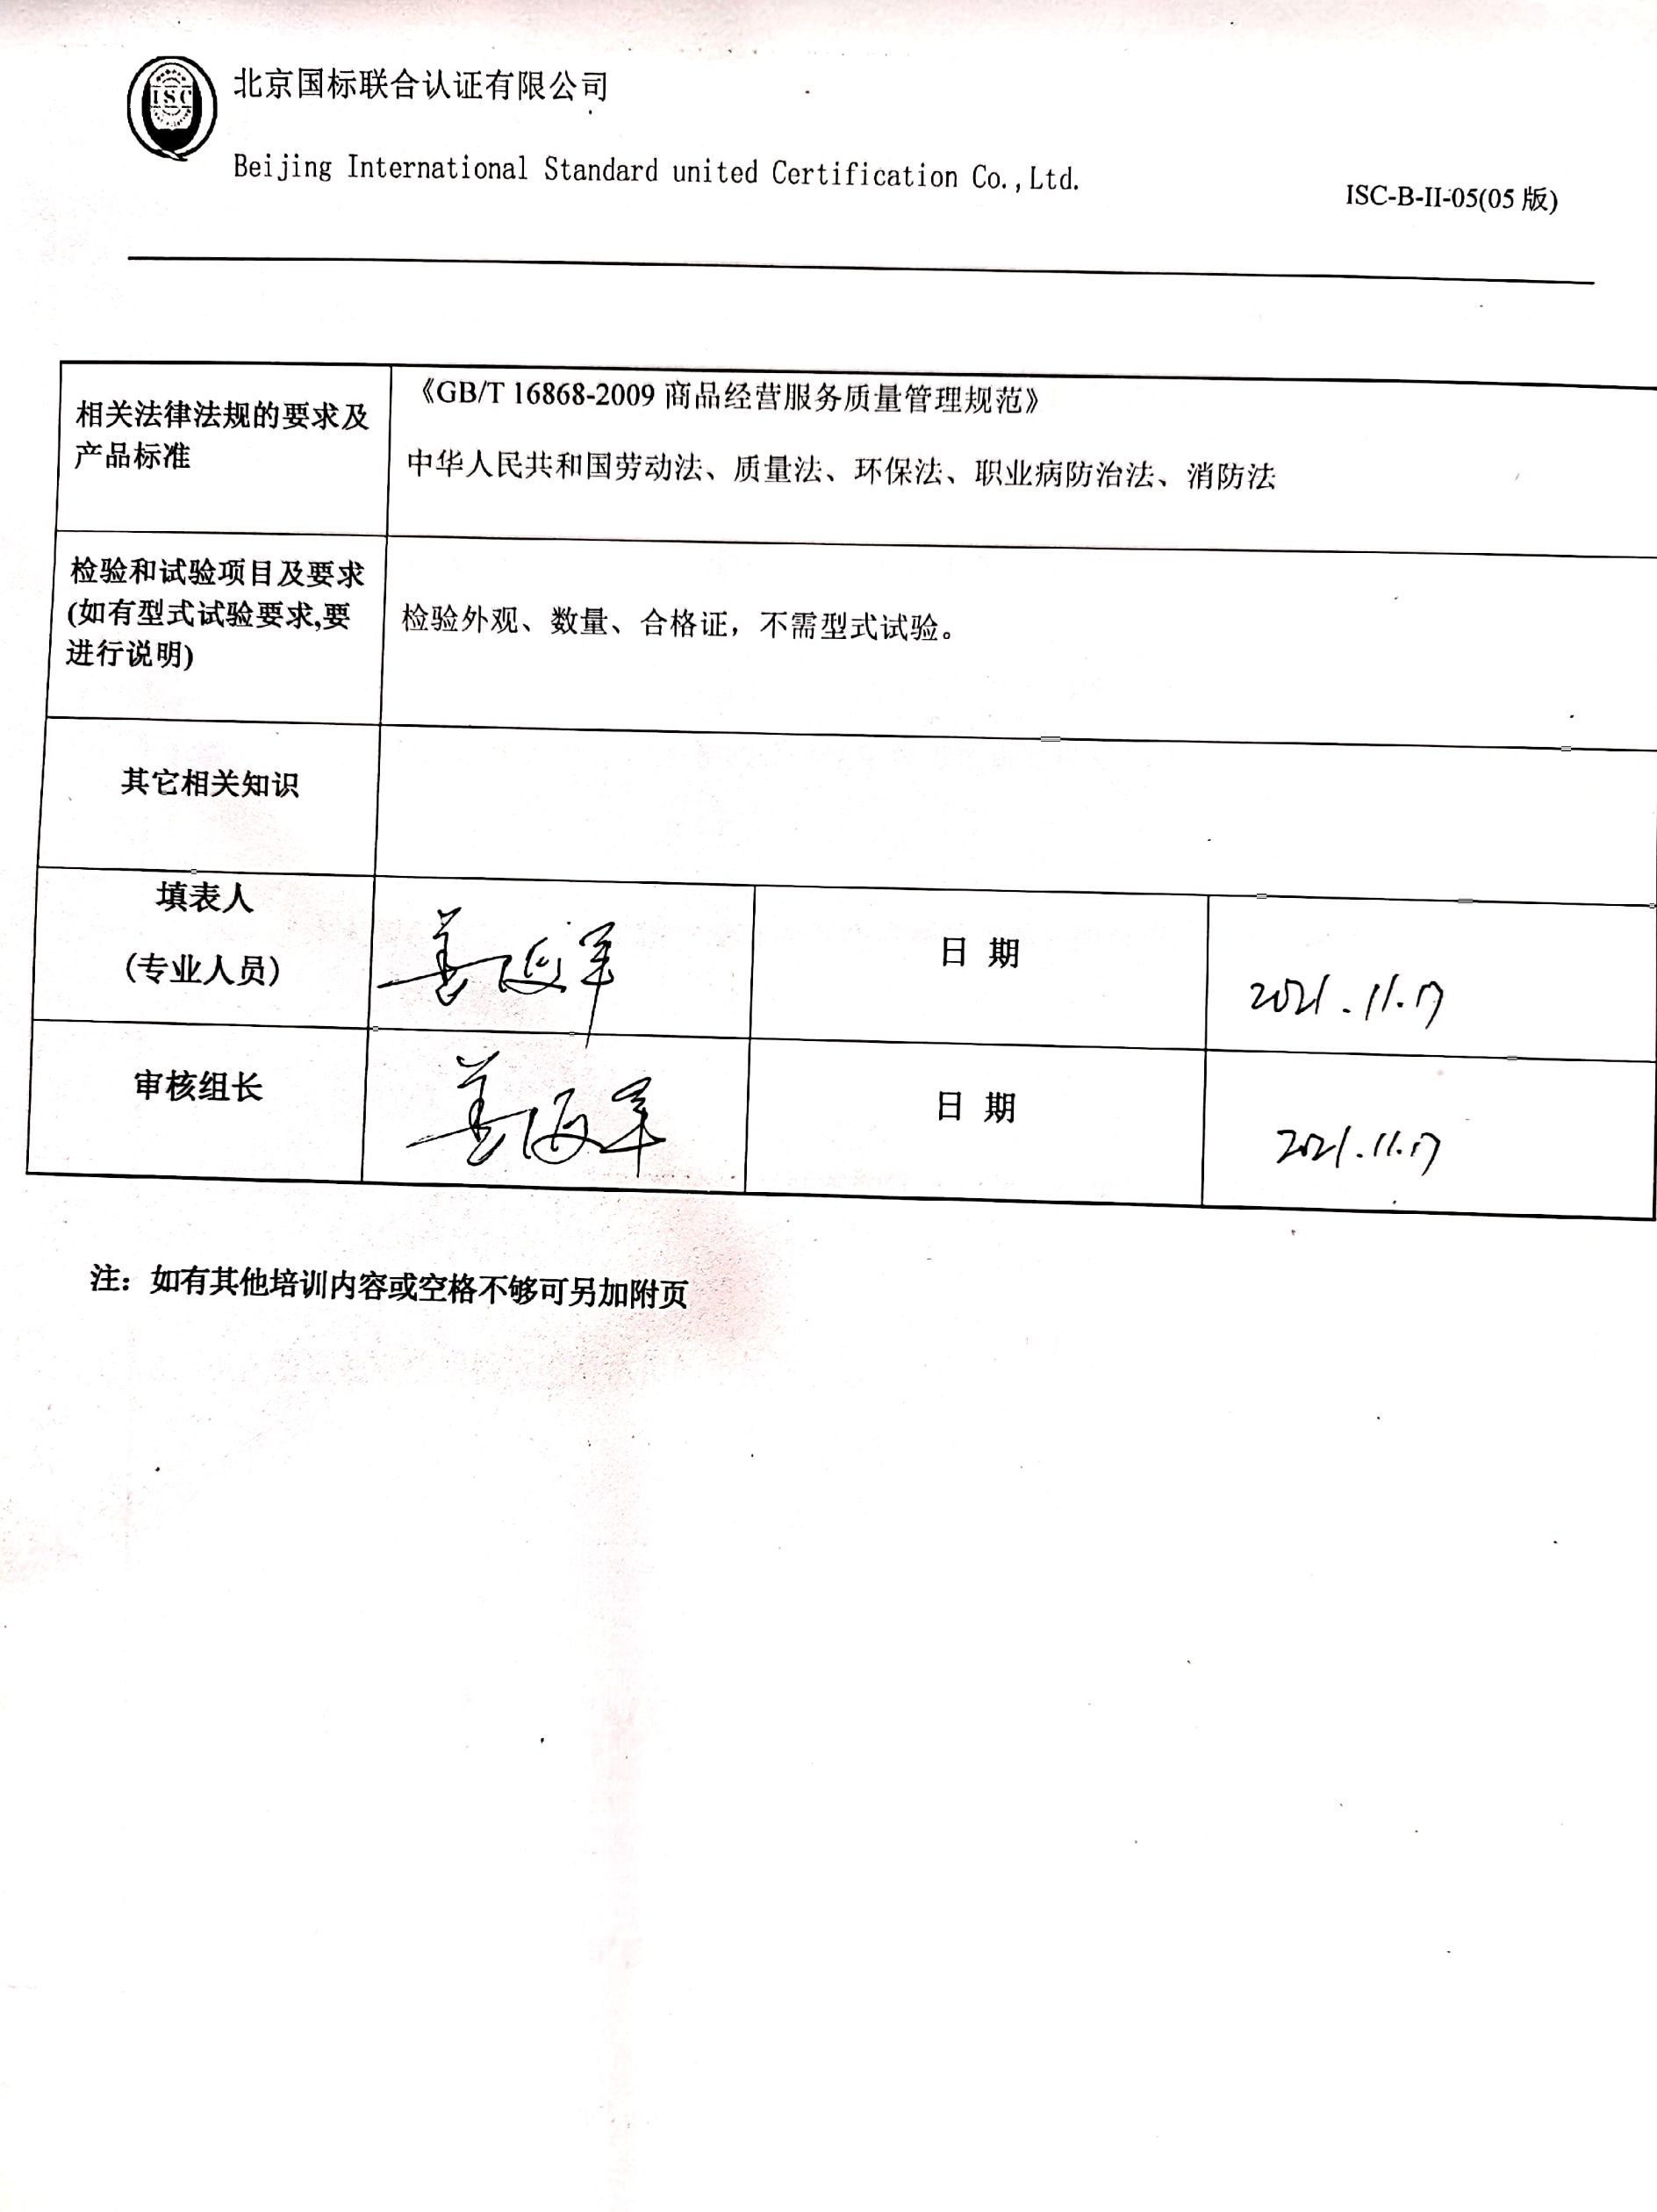 ISC
北京国标联合认证有限公司
Beijing International Standard united Certification Co.,Ltd.
ISC-B-II-05(05 版)
相关法律法规的要求及
产品标准
《GB/T 16868-2009 商品经营服务质量管理规范》
中华人民共和国劳动法、质量法、环保法、职业病防治法、消防法
检验和试验项目及要求
(如有型式试验要求,要
进行说明)
检验外观、数量、合格证，不需型式试验。
其它相关知识
填表人
(专业人员)
日 期
2021.11.17
审核组长
日 期
2021.11.17
注：如有其他培训内容或空格不够可另加附页